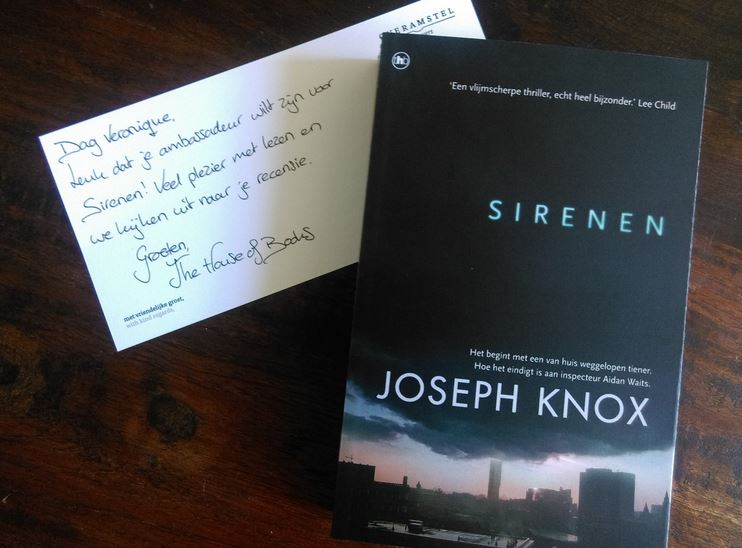 Dag Veronique,
Leuk dat je ambassadeur wilt zijn voor
Sirenen! Veel plezier met lezen en
we kijken uit naar je recensie.
Groeten,
The House of Books
met vriendelijke groet,
with kind regards,
thb
'Een vlijmscherpe thriller, echt heel bijzonder.' Lee Child
SIRENEN
Het begint met een van huis weggelopen tiener.
Hoe het eindigt is aan inspecteur Aidan Waits.
JOSEPH KNOX